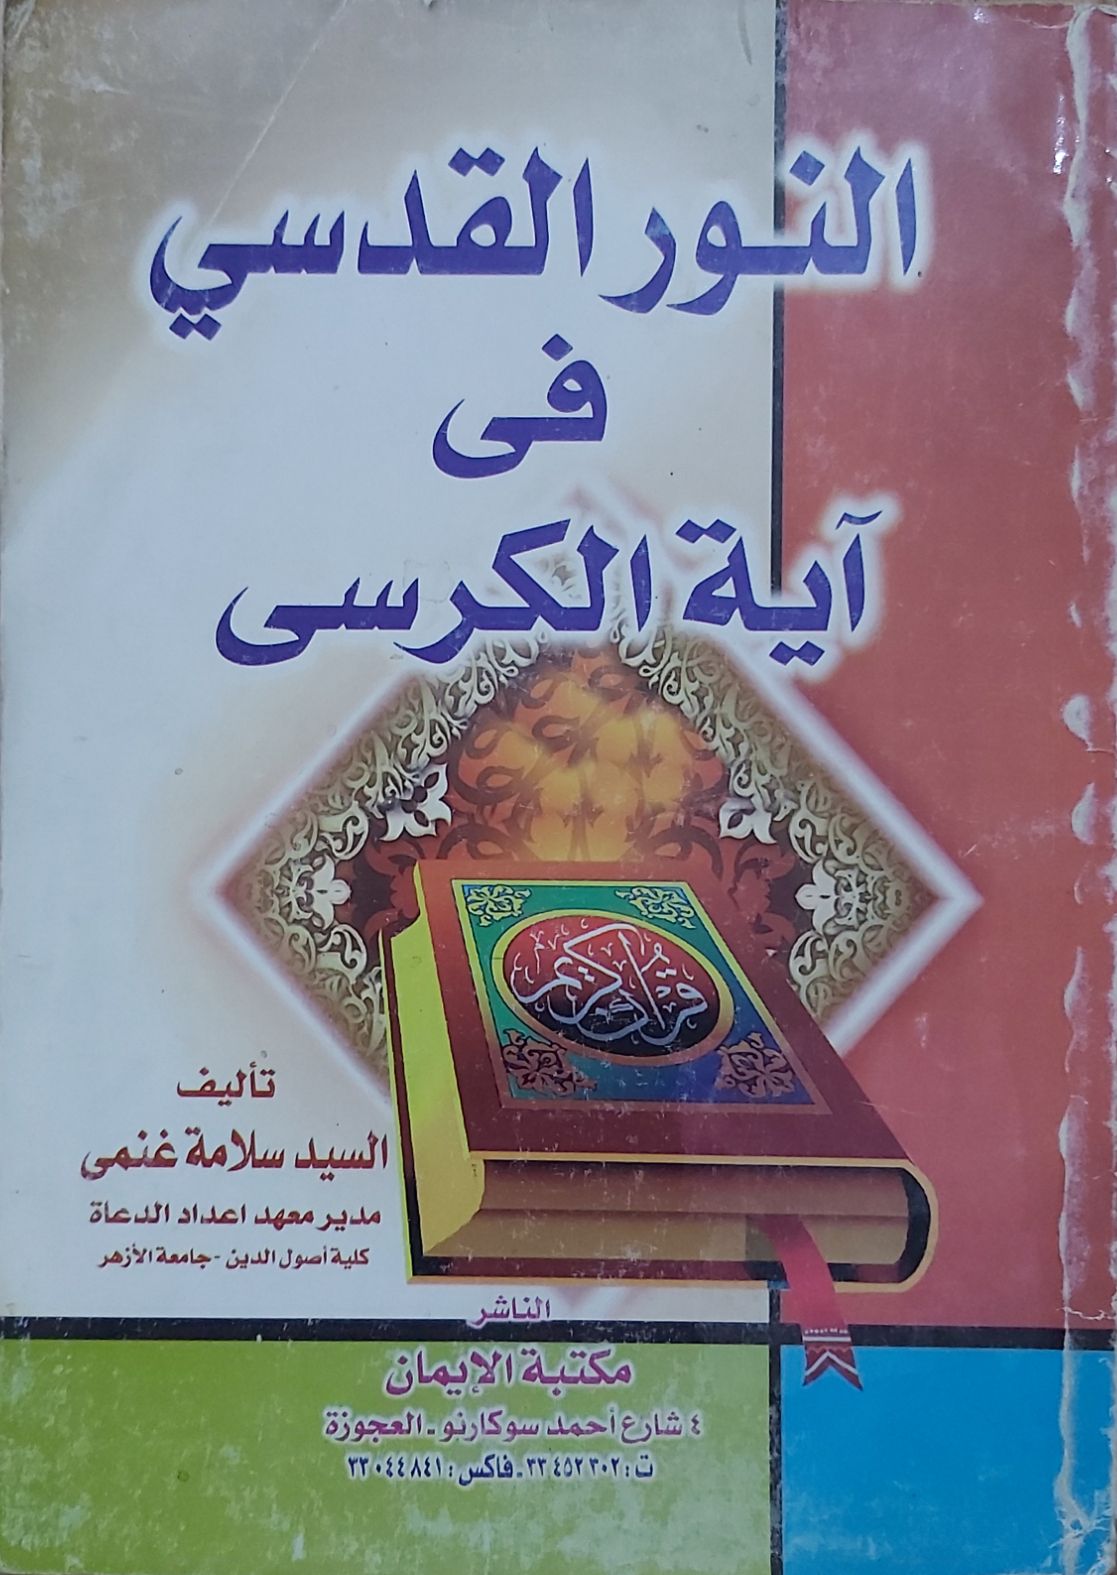 النور القدسي
فى
آية الكرسى
قرآن كريم
تأليف
السيد سلامة غنمى
مدير معهد اعداد الدعاة
كلية أصول الدين - جامعة الأزهر
الناشر
مكتبة الإيمان
٤ شارع أحمد سوكارنو - العجوزة
ت : ٣٣٤٥٢٣٠٢ - فاكس : ٣٣٠٤٤٨٤١